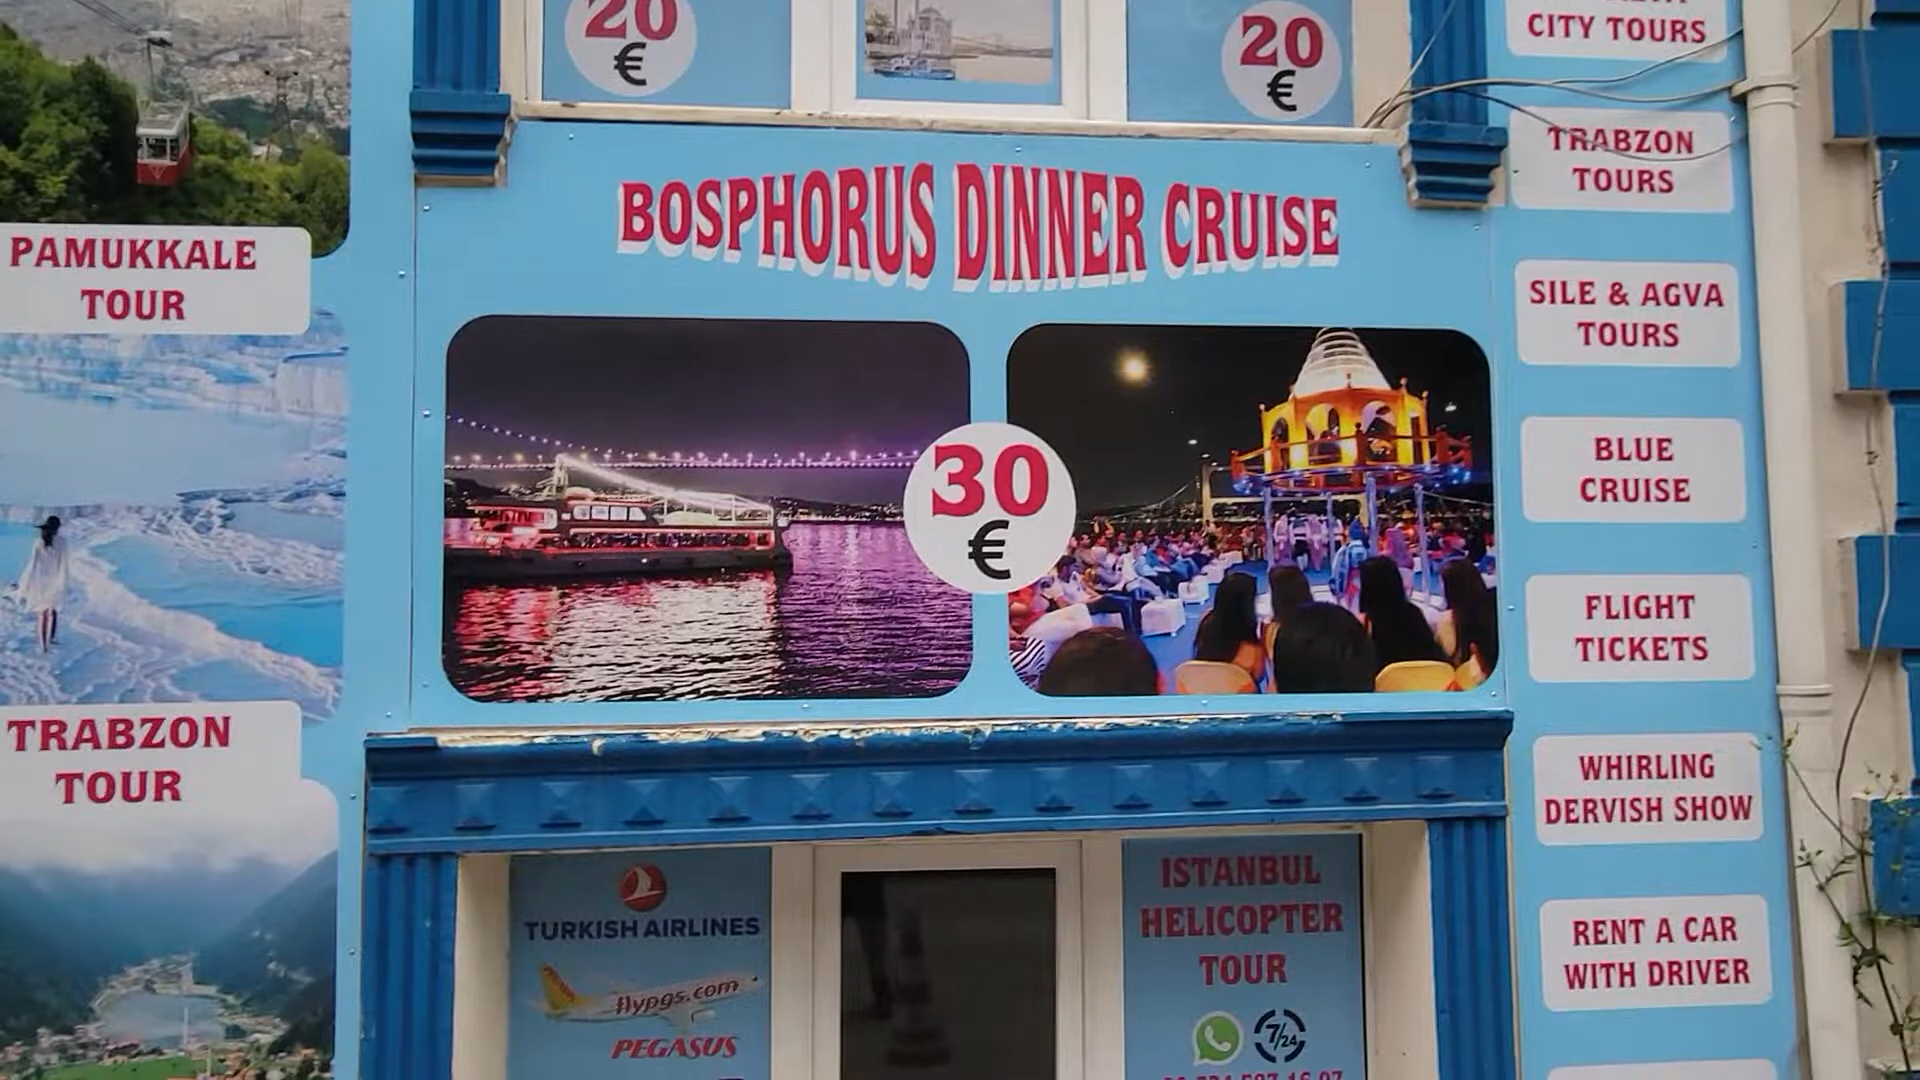 20
€
20
€
CITY TOURS
TRABZON
TOURS
PAMUKKALE
TOUR
BOSPHORUS DINNER CRUISE
SILE & AGVA
TOURS
30
€
BLUE
CRUISE
FLIGHT
TICKETS
TRABZON
TOUR
WHIRLING
DERVISH SHOW
TURKISH AIRLINES
flypgs.com
PEGASUS
ISTANBUL
HELICOPTER
TOUR
7/24
RENT A CAR
WITH DRIVER